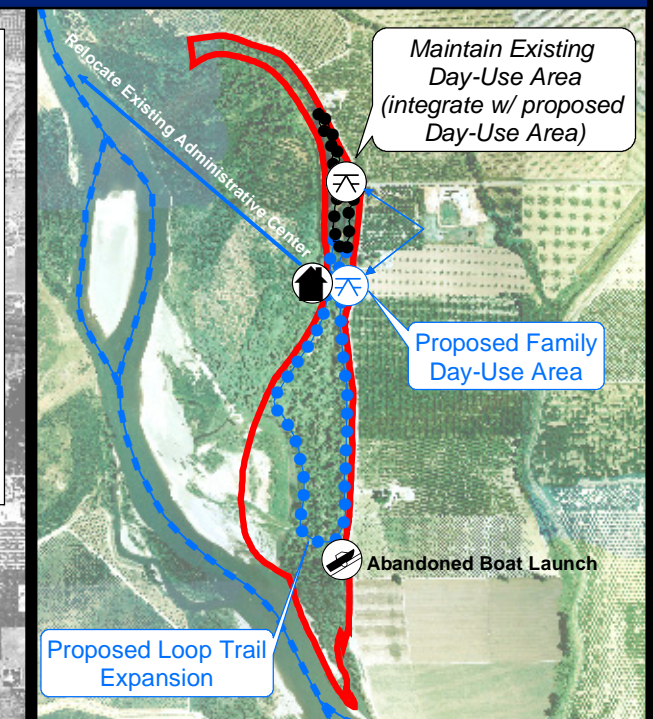 Maintain Existing
Day-Use Area
(integrate w/ proposed
Day-Use Area)
Relocate Existing Administrative Center
Proposed Family
Day-Use Area
Abandoned Boat Launch
Proposed Loop Trail
Expansion